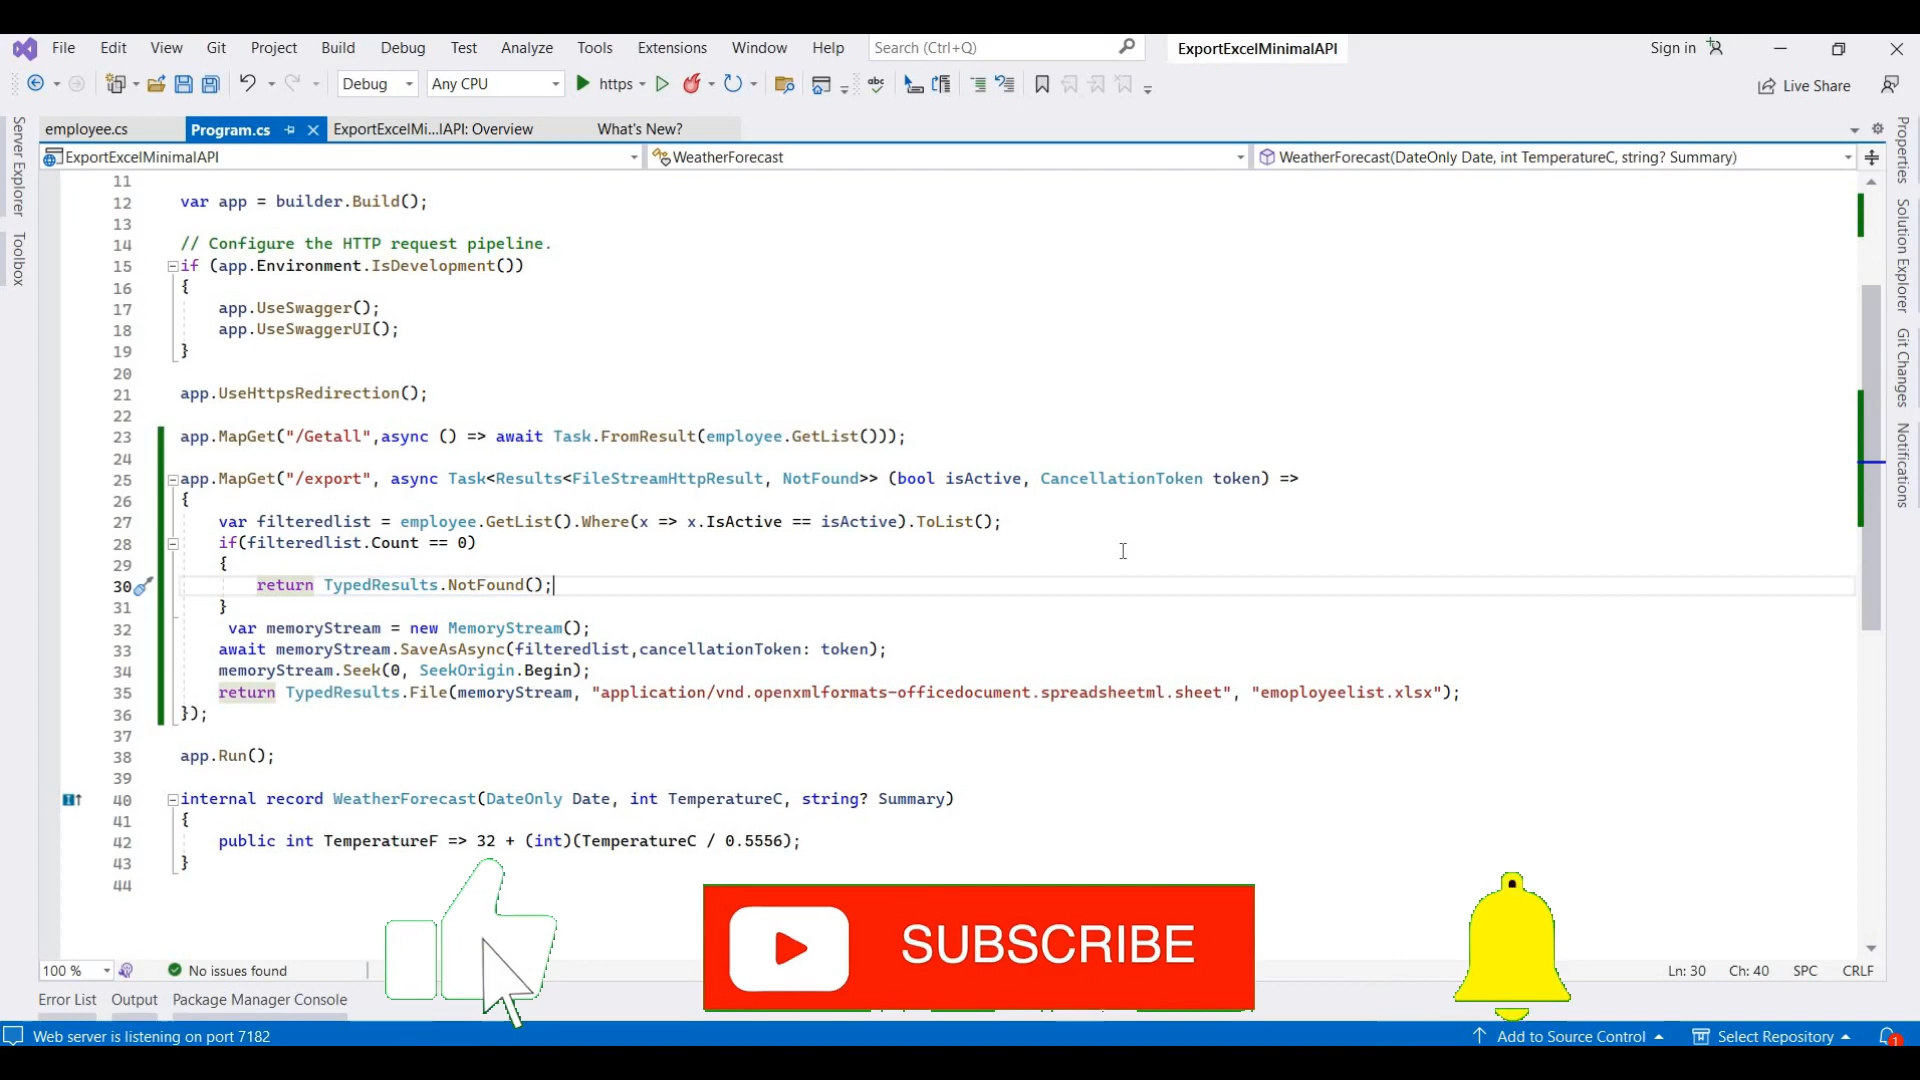 File Edit View Git Project Build Debug Test Analyze Tools Extensions Window Help Search (Ctrl+Q) ExportExcelMinimalAPI Sign in
Debug Any CPU https Live Share
employee.cs Program.cs ExportExcelMi...lAPI: Overview What's New?
ExportExcelMinimalAPI WeatherForecast WeatherForecast(DateOnly Date, int TemperatureC, string? Summary)
Server Explorer
Toolbox
Properties
Solution Explorer
Git Changes
Notifications
11
12 var app = builder.Build();
13
14 // Configure the HTTP request pipeline.
15 if (app.Environment.IsDevelopment())
16 {
17 app.UseSwagger();
18 app.UseSwaggerUI();
19 }
20
21 app.UseHttpsRedirection();
22
23 app.MapGet("/Getall",async () => await Task.FromResult(employee.GetList()));
24
25 app.MapGet("/export", async Task<Results<FileStreamHttpResult, NotFound>> (bool isActive, CancellationToken token) =>
26 {
27 var filteredlist = employee.GetList().Where(x => x.IsActive == isActive).ToList();
28 if(filteredlist.Count == 0)
29 {
30 return TypedResults.NotFound();
31 }
32 var memoryStream = new MemoryStream();
33 await memoryStream.SaveAsAsync(filteredlist,cancellationToken: token);
34 memoryStream.Seek(0, SeekOrigin.Begin);
35 return TypedResults.File(memoryStream, "application/vnd.openxmlformats-officedocument.spreadsheetml.sheet", "emoployeelist.xlsx");
36 });
37
38 app.Run();
39
40 internal record WeatherForecast(DateOnly Date, int TemperatureC, string? Summary)
41 {
42 public int TemperatureF => 32 + (int)(TemperatureC / 0.5556);
43 }
44
SUBSCRIBE
100 % No issues found Ln: 30 Ch: 40 SPC CRLF
Error List Output Package Manager Console
Web server is listening on port 7182 Add to Source Control Select Repository 1